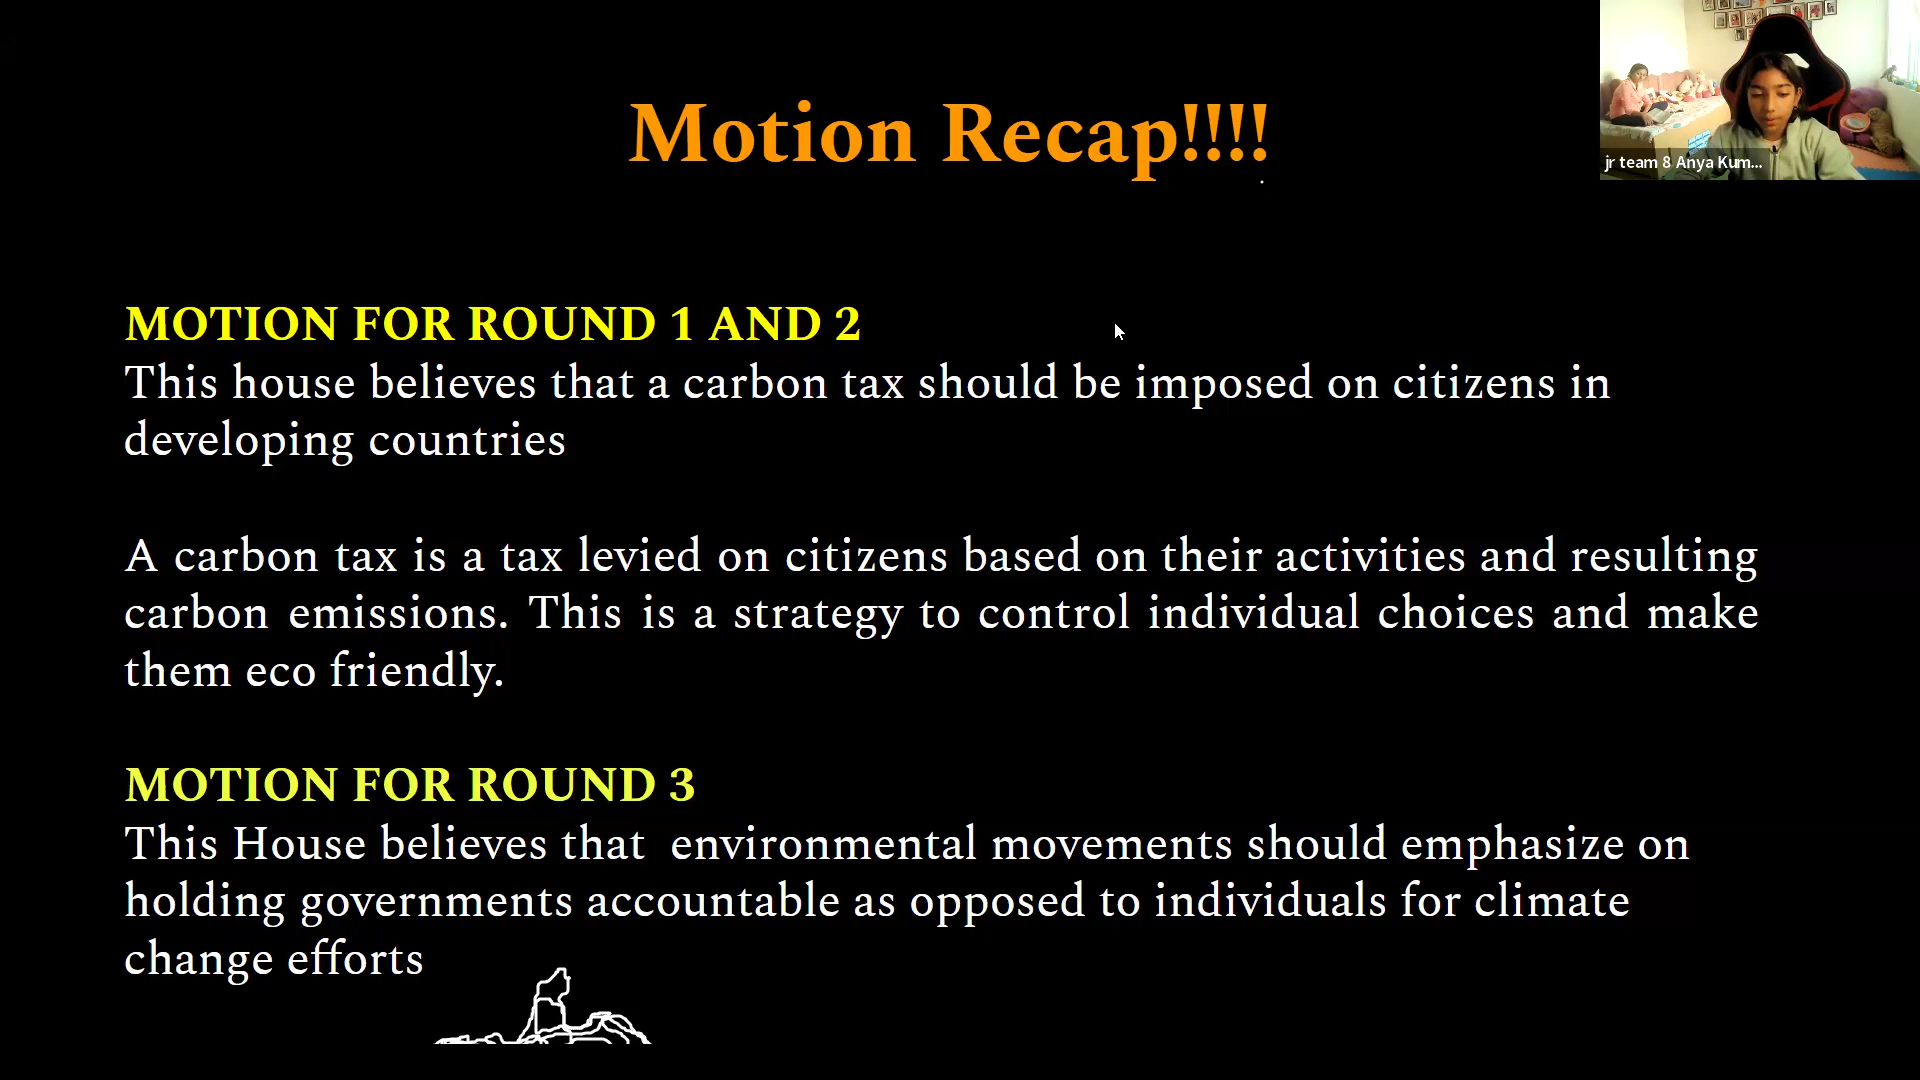 Motion Recap!!!!
jr team 8 Anya Kum...
MOTION FOR ROUND 1 AND 2
This house believes that a carbon tax should be imposed on citizens in
developing countries
A carbon tax is a tax levied on citizens based on their activities and resulting
carbon emissions. This is a strategy to control individual choices and make
them eco friendly.
MOTION FOR ROUND 3
This House believes that  environmental movements should emphasize on
holding governments accountable as opposed to individuals for climate
change efforts